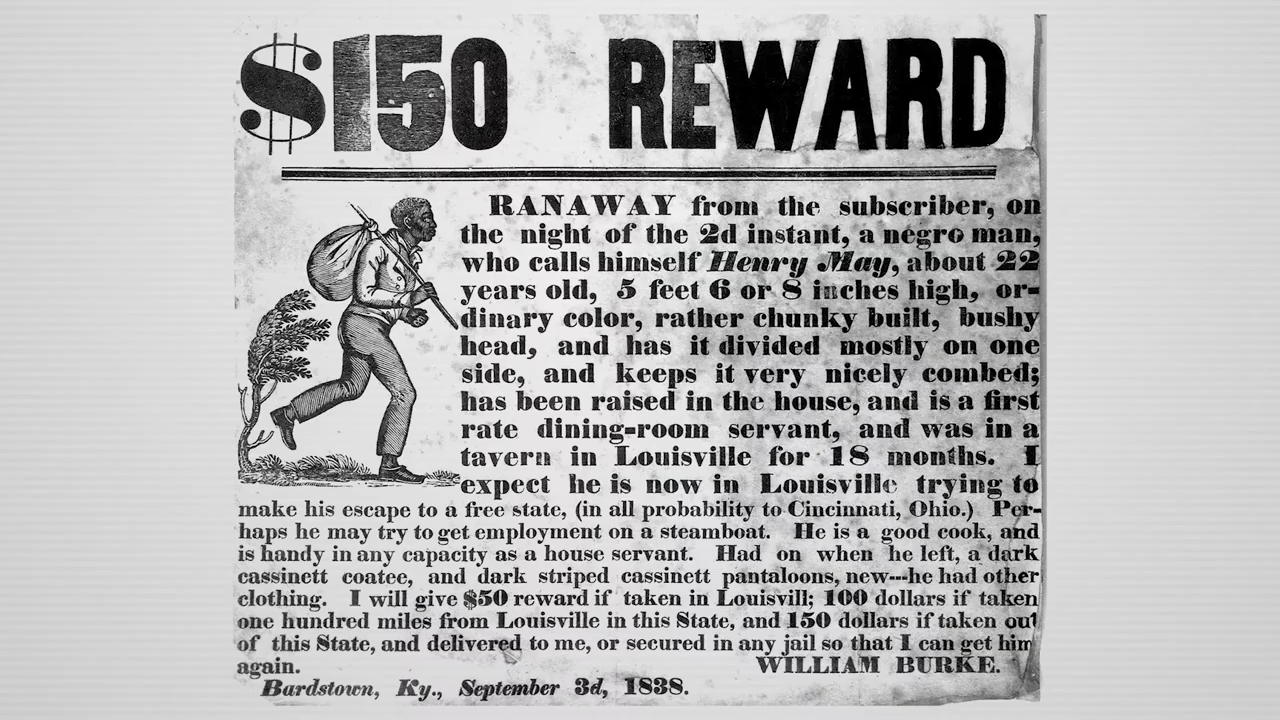 $150 REWARD
RANAWAY from the subscriber, on
the night of the 2d instant, a negro man,
who calls himself Henry May, about 22
years old, 5 feet 6 or 8 inches high, or-
dinary color, rather chunky built, bushy
head, and has it divided mostly on one
side, and keeps it very nicely combed;
has been raised in the house, and is a first
rate dining-room servant, and was in a
tavern in Louisville for 18 months. I
expect he is now in Louisville trying to
make his escape to a free state, (in all probability to Cincinnati, Ohio.) Per-
haps he may try to get employment on a steamboat. He is a good cook, and
is handy in any capacity as a house servant. Had on when he left, a dark
cassinett coatee, and dark striped cassinett pantaloons, new---he had other
clothing. I will give $50 reward if taken in Louisvill; 100 dollars if taken
one hundred miles from Louisville in this State, and 150 dollars if taken out
of this State, and delivered to me, or secured in any jail so that I can get him
again. WILLIAM BURKE.
Bardstown, Ky., September 3d, 1838.